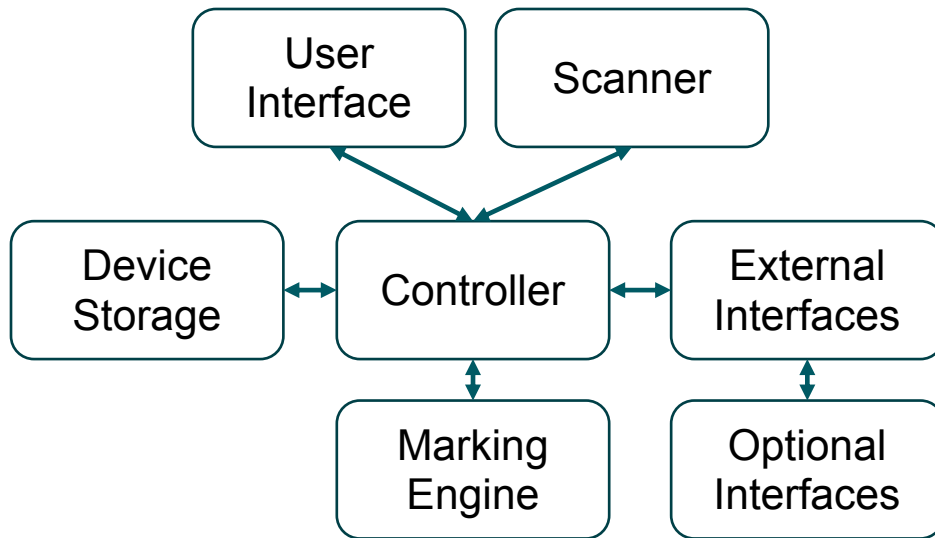 User
Interface
Scanner
Device
Storage
Controller
External
Interfaces
Marking
Engine
Optional
Interfaces